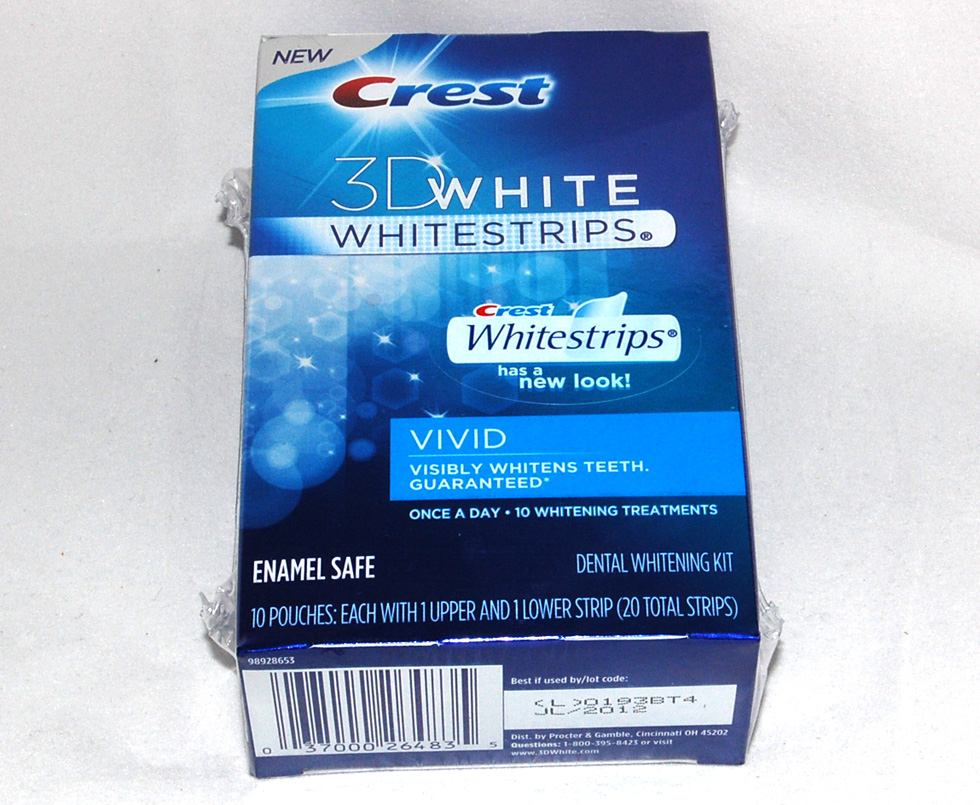 NEW
Crest
3D WHITE
WHITESTRIPS®
Crest
Whitestrips®
has a
new look!
VIVID
VISIBLY WHITENS TEETH.
GUARANTEED*
ONCE A DAY • 10 WHITENING TREATMENTS
ENAMEL SAFE
DENTAL WHITENING KIT
10 POUCHES: EACH WITH 1 UPPER AND 1 LOWER STRIP (20 TOTAL STRIPS)
98928653
Best if used by/lot code:
<L>0193BT4
JL/2012
0 37000 26483 5
Dist. by Procter & Gamble, Cincinnati OH 45202
Questions: 1-800-395-8423 or visit
www.3DWhite.com